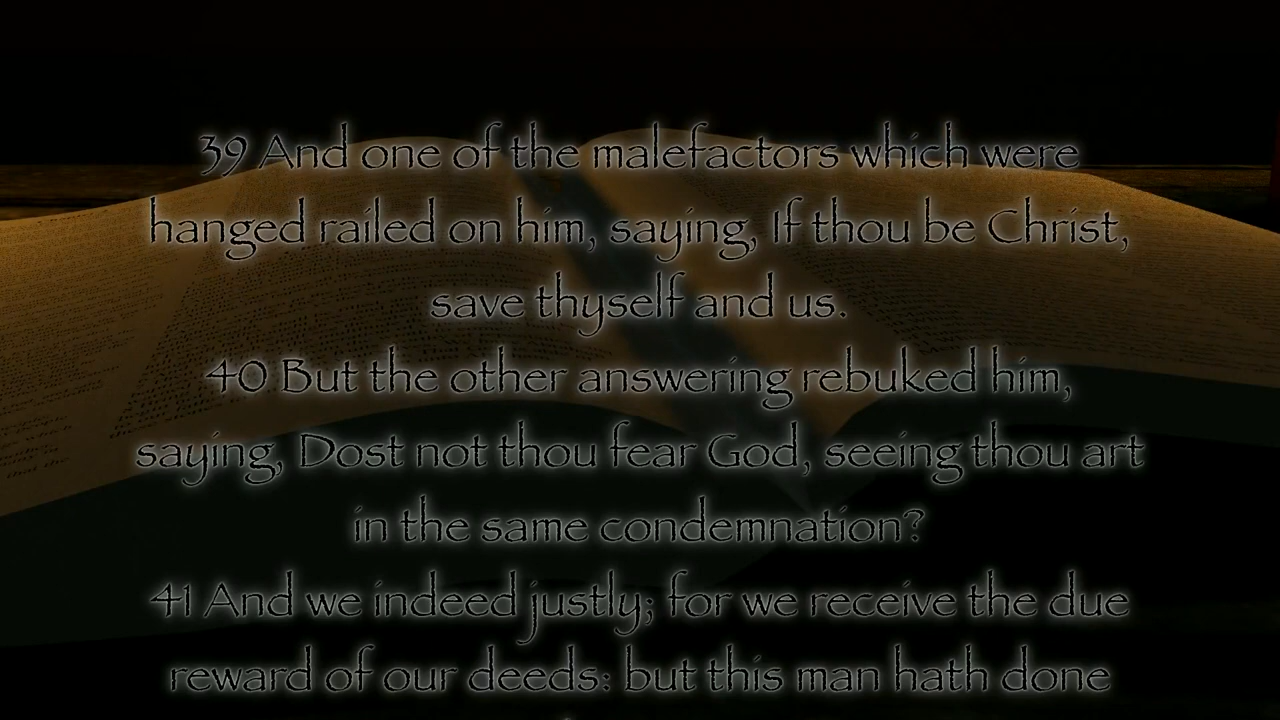 39 And one of the malefactors which were
hanged railed on him, saying, If thou be Christ,
save thyself and us.
40 But the other answering rebuked him,
saying, Dost not thou fear God, seeing thou art
in the same condemnation?
41 And we indeed justly; for we receive the due
reward of our deeds: but this man hath done